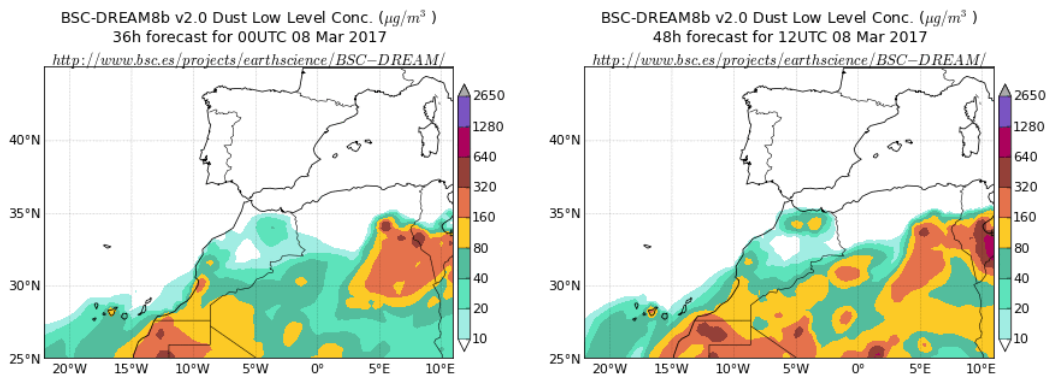 BSC-DREAM8b v2.0 Dust Low Level Conc. (μg/m³ )
36h forecast for 00UTC 08 Mar 2017
http://www.bsc.es/projects/earthscience/BSC−DREAM/
40°N
35°N
30°N
25°N
20°W
15°W
10°W
5°W
0°
5°E
10°E
2650
1280
640
320
160
80
40
20
10
BSC-DREAM8b v2.0 Dust Low Level Conc. (μg/m³ )
48h forecast for 12UTC 08 Mar 2017
http://www.bsc.es/projects/earthscience/BSC−DREAM/
40°N
35°N
30°N
25°N
20°W
15°W
10°W
5°W
0°
5°E
10°E
2650
1280
640
320
160
80
40
20
10